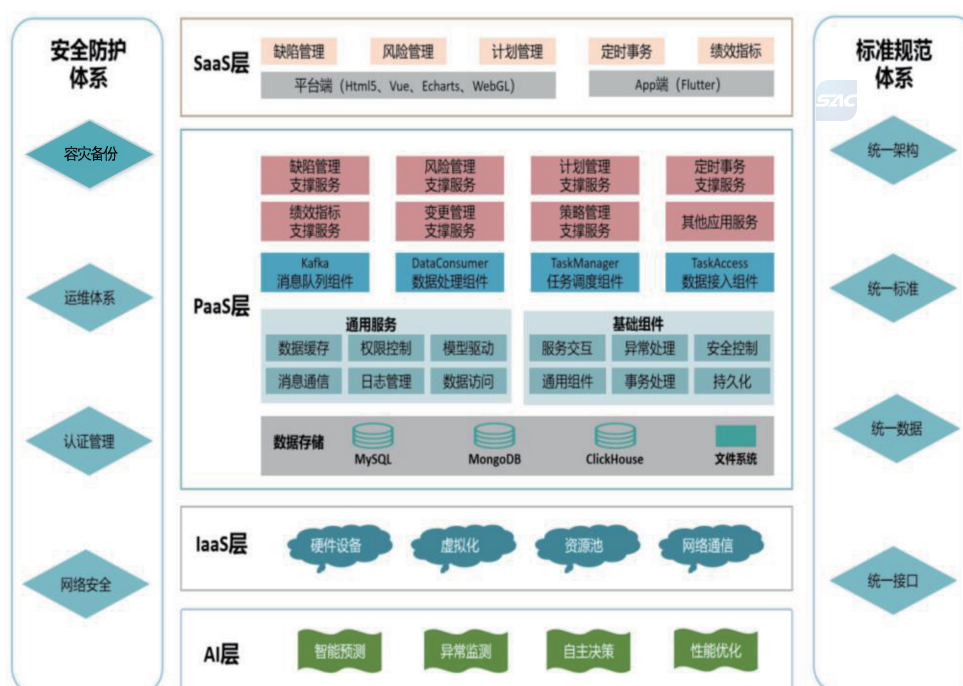 安全防护
体系
容灾备份
运维体系
认证管理
网络安全
SaaS层
缺陷管理
风险管理
计划管理
定时事务
绩效指标
平台端（Html5、Vue、Echarts、WebGL）
App端（Flutter）
PaaS层
缺陷管理
支撑服务
风险管理
支撑服务
计划管理
支撑服务
定时事务
支撑服务
绩效指标
支撑服务
变更管理
支撑服务
策略管理
支撑服务
其他应用服务
Kafka
消息队列组件
DataConsumer
数据处理组件
TaskManager
任务调度组件
TaskAccess
数据接入组件
通用服务
数据缓存
权限控制
模型驱动
消息通信
日志管理
数据访问
基础组件
服务交互
异常处理
安全控制
通用组件
事务处理
持久化
数据存储
MySQL
MongoDB
ClickHouse
文件系统
IaaS层
硬件设备
虚拟化
资源池
网络通信
AI层
智能预测
异常监测
自主决策
性能优化
标准规范
体系
SAC
统一架构
统一标准
统一数据
统一接口